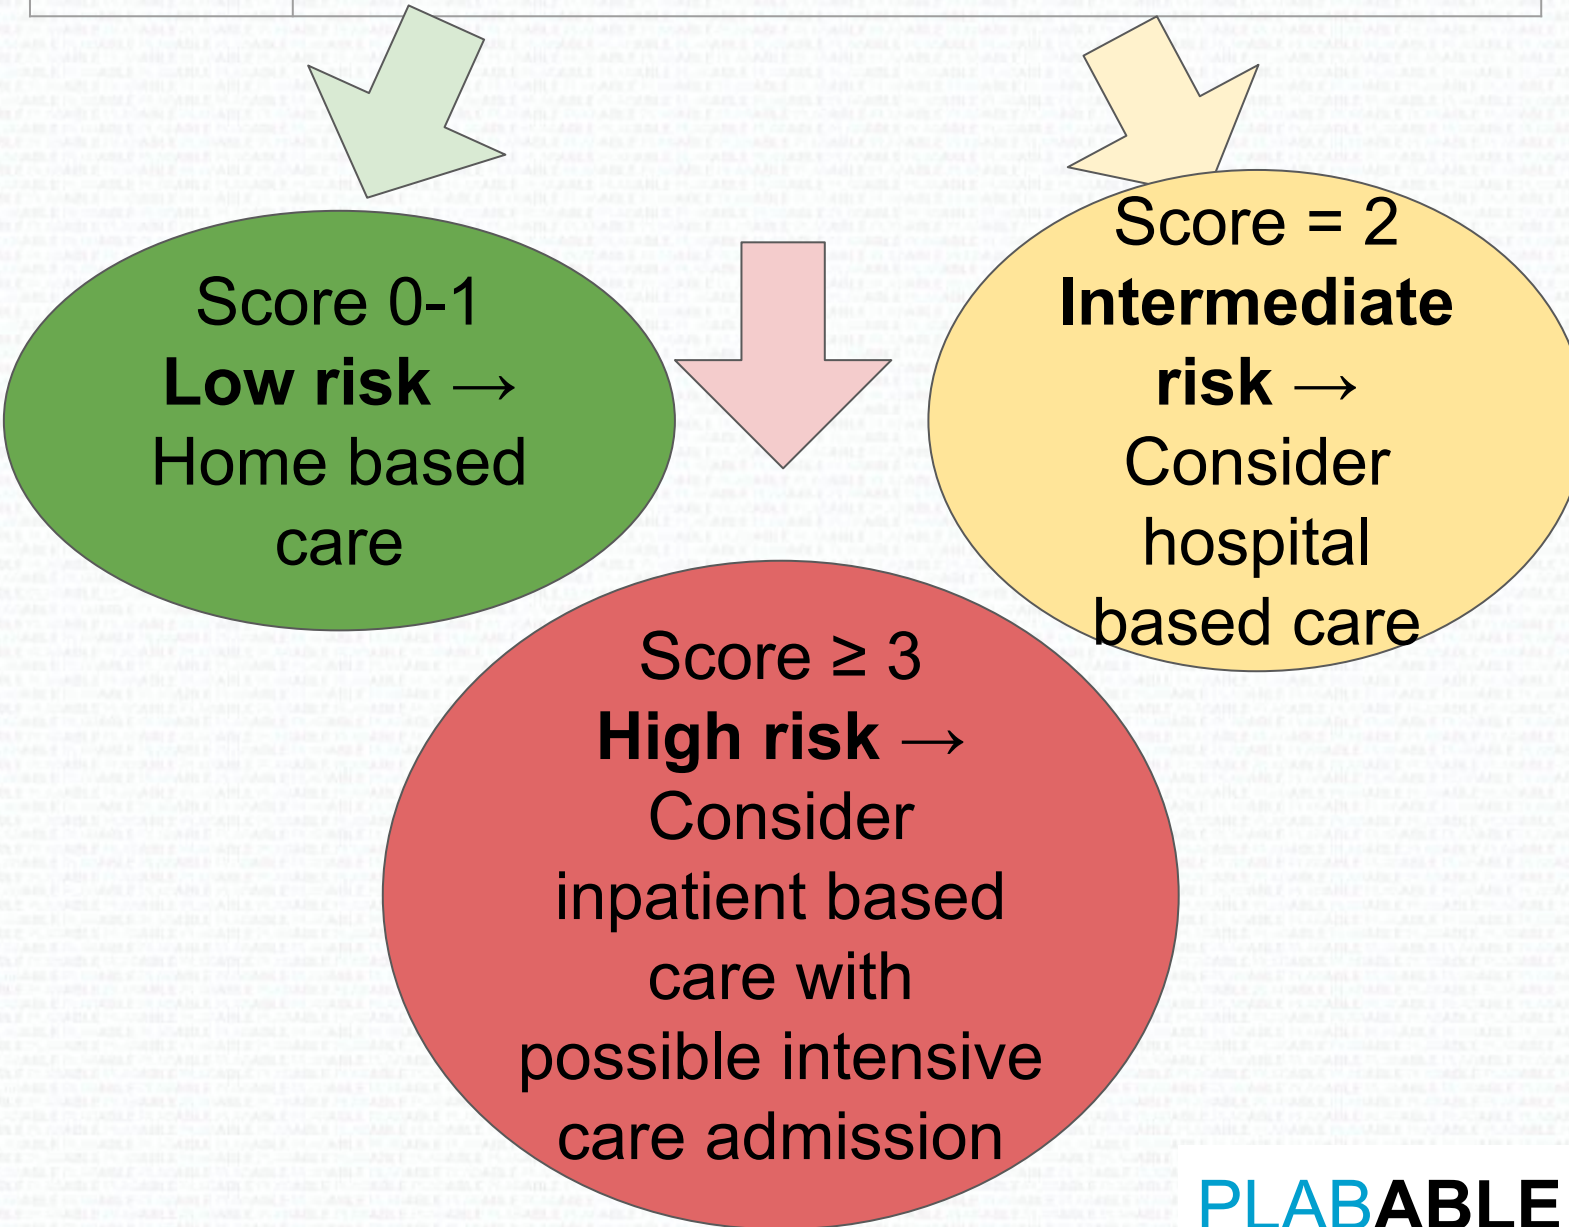 Score 0-1
Low risk →
Home based
care
Score = 2
Intermediate
risk →
Consider
hospital
based care
Score ≥ 3
High risk →
Consider
inpatient based
care with
possible intensive
care admission
PLABABLE